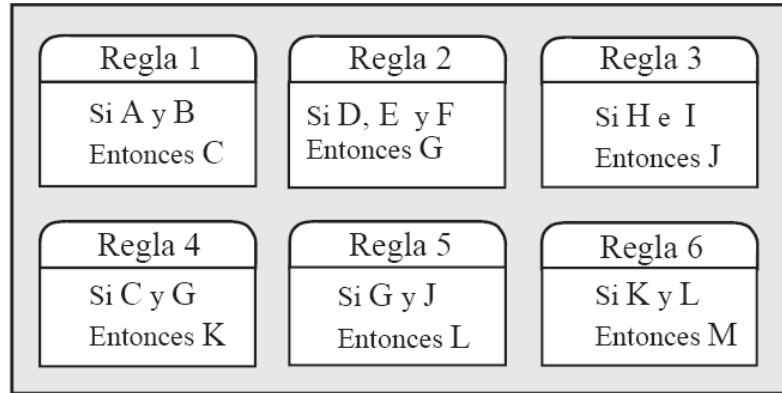 Regla 1
Si A y B
Entonces C
Regla 2
Si D, E y F
Entonces G
Regla 3
Si H e I
Entonces J
Regla 4
Si C y G
Entonces K
Regla 5
Si G y J
Entonces L
Regla 6
Si K y L
Entonces M